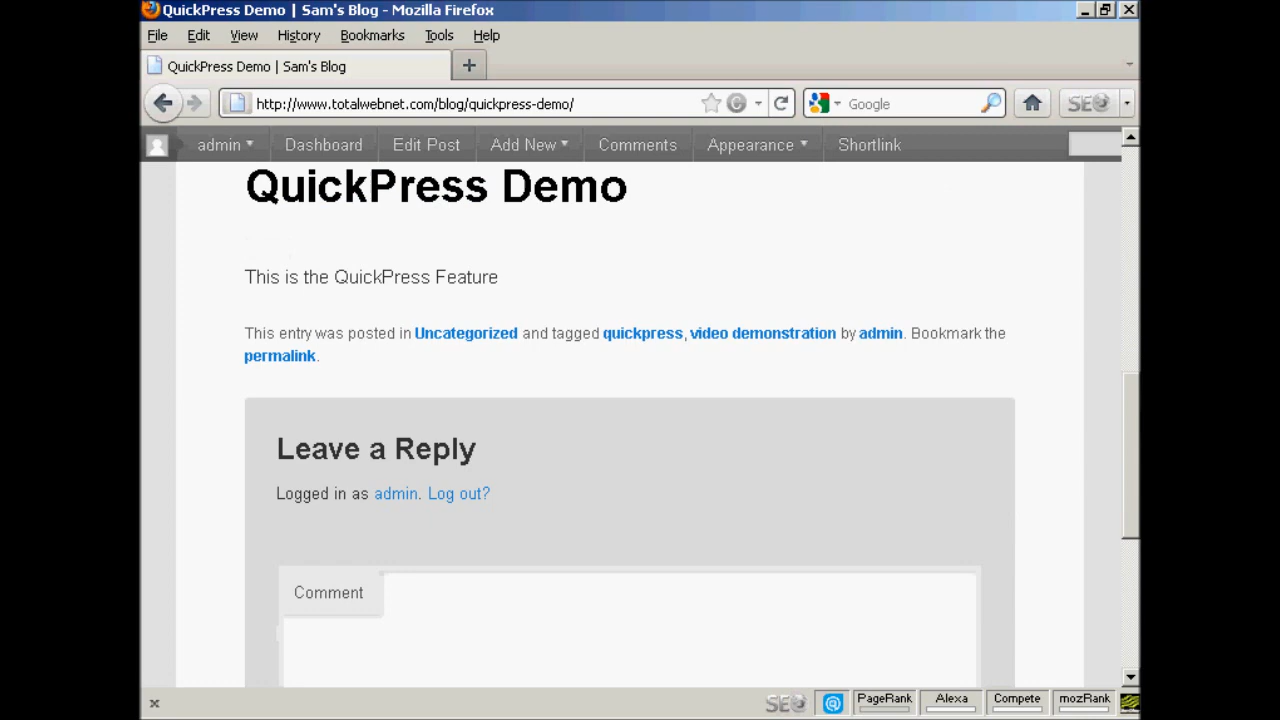 QuickPress Demo | Sam's Blog - Mozilla Firefox
File Edit View History Bookmarks Tools Help
QuickPress Demo | Sam's Blog
http://www.totalwebnet.com/blog/quickpress-demo/ Google SEO
admin Dashboard Edit Post Add New Comments Appearance Shortlink
QuickPress Demo
This is the QuickPress Feature
This entry was posted in Uncategorized and tagged quickpress, video demonstration by admin. Bookmark the
permalink.
Leave a Reply
Logged in as admin. Log out?
Comment
SEO PageRank Alexa Compete mozRank